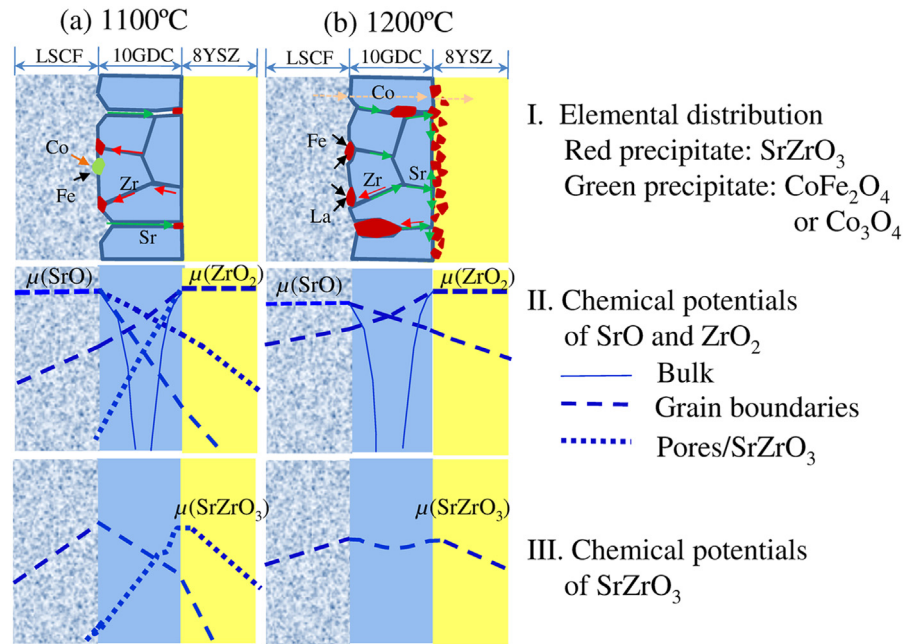 (a) 1100ºC
(b) 1200ºC
LSCF
10GDC
8YSZ
LSCF
10GDC
8YSZ
Co
Fe
Zr
Sr
Co
Fe
Zr
Sr
La
I. Elemental distribution
Red precipitate: SrZrO₃
Green precipitate: CoFe₂O₄
or Co₃O₄
μ(SrO)
μ(ZrO₂)
μ(SrO)
μ(ZrO₂)
II. Chemical potentials
of SrO and ZrO₂
Bulk
Grain boundaries
Pores/SrZrO₃
μ(SrZrO₃)
μ(SrZrO₃)
III. Chemical potentials
of SrZrO₃